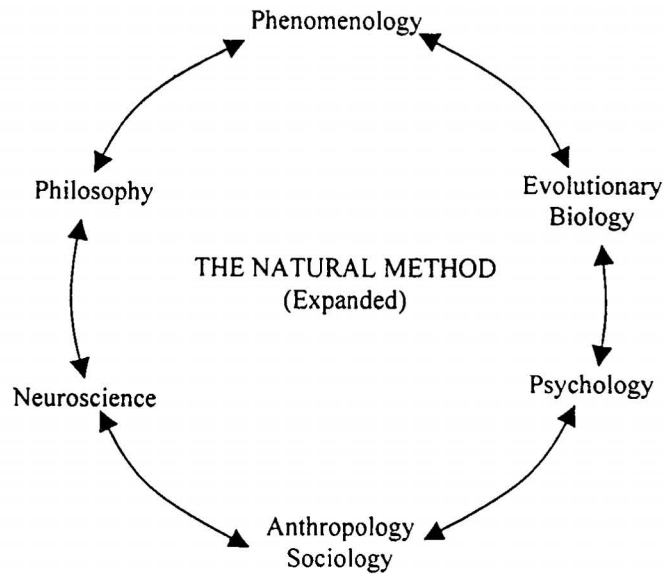 Phenomenology
Philosophy
Evolutionary
Biology
THE NATURAL METHOD
(Expanded)
Neuroscience
Psychology
Anthropology
Sociology